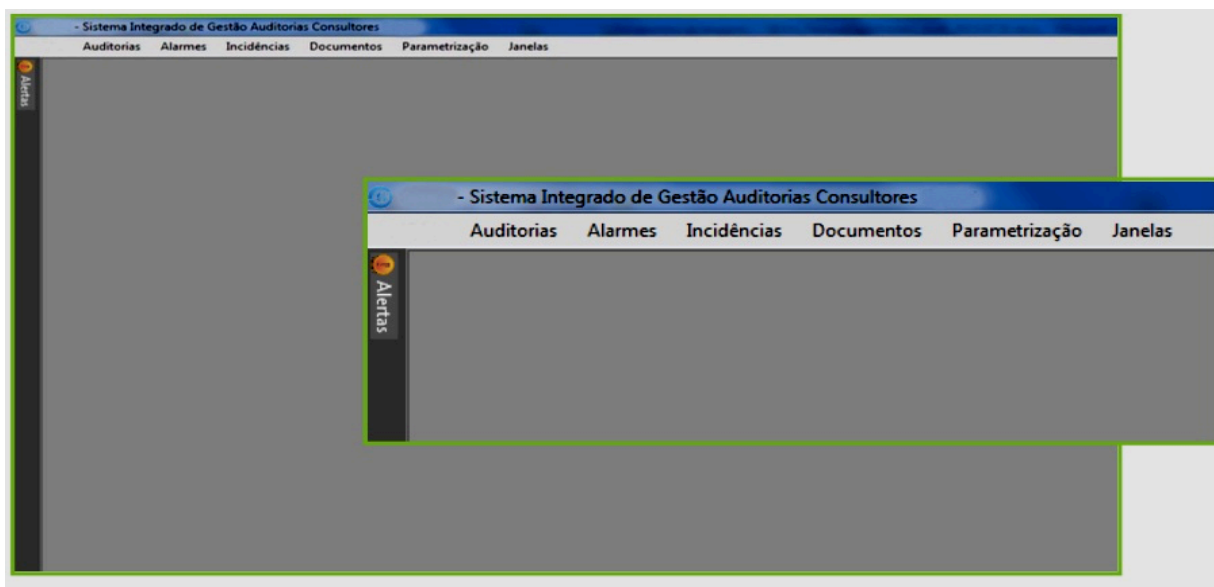 - Sistema Integrado de Gestão Auditorias Consultores
Auditorias Alarmes Incidências Documentos Parametrização Janelas
Alertas
- Sistema Integrado de Gestão Auditorias Consultores
Auditorias Alarmes Incidências Documentos Parametrização Janelas
Alertas